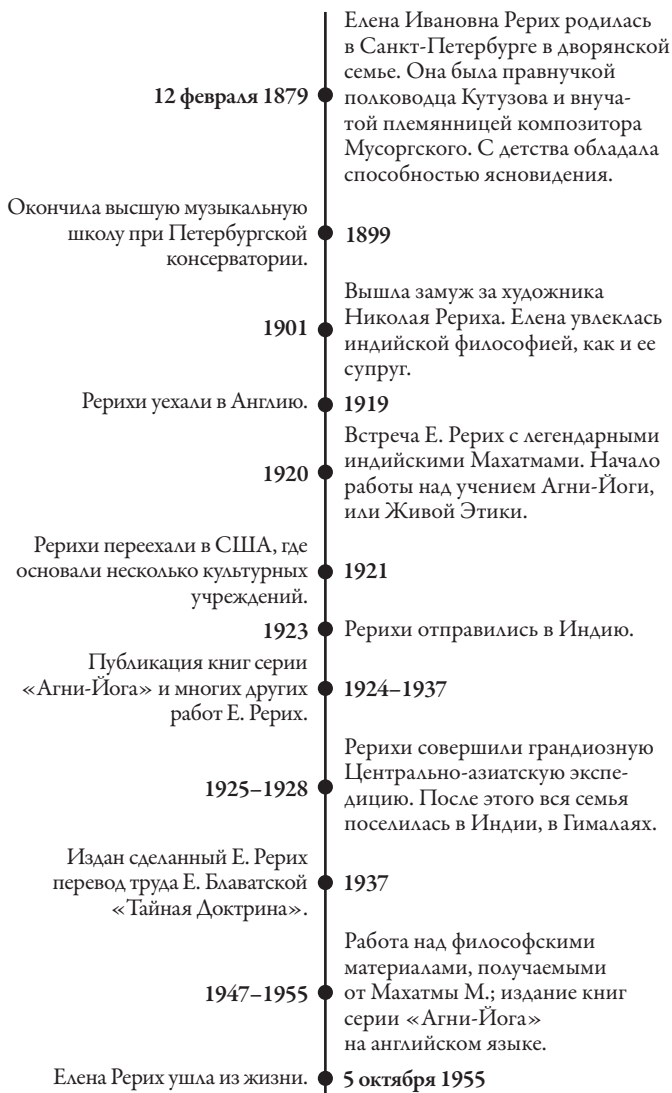 Елена Ивановна Рерих родилась
в Санкт-Петербурге в дворянской
семье. Она была правнучкой
12 февраля 1879
полководца Кутузова и внуча-
той племянницей композитора
Мусоргского. С детства обладала
способностью ясновидения.
Окончила высшую музыкальную
школу при Петербургской
консерватории.
1899
Вышла замуж за художника
Николая Рериха. Елена увлеклась
1901
индийской философией, как и ее
супруг.
Рерихи уехали в Англию.
1919
Встреча Е. Рерих с легендарными
индийскими Махатмами. Начало
1920
работы над учением Агни-Йоги,
или Живой Этики.
Рерихи переехали в США, где
основали несколько культурных
учреждений.
1921
1923
Рерихи отправились в Индию.
Публикация книг серии
«Агни-Йога» и многих других
работ Е. Рерих.
1924–1937
Рерихи совершили грандиозную
Центрально-азиатскую экспе-
1925–1928
дицию. После этого вся семья
поселилась в Индии, в Гималаях.
Издан сделанный Е. Рерих
перевод труда Е. Блаватской
«Тайная Доктрина».
1937
Работа над философскими
материалами, получаемыми
1947–1955
от Махатмы М.; издание книг
серии «Агни-Йога»
на английском языке.
Елена Рерих ушла из жизни.
5 октября 1955